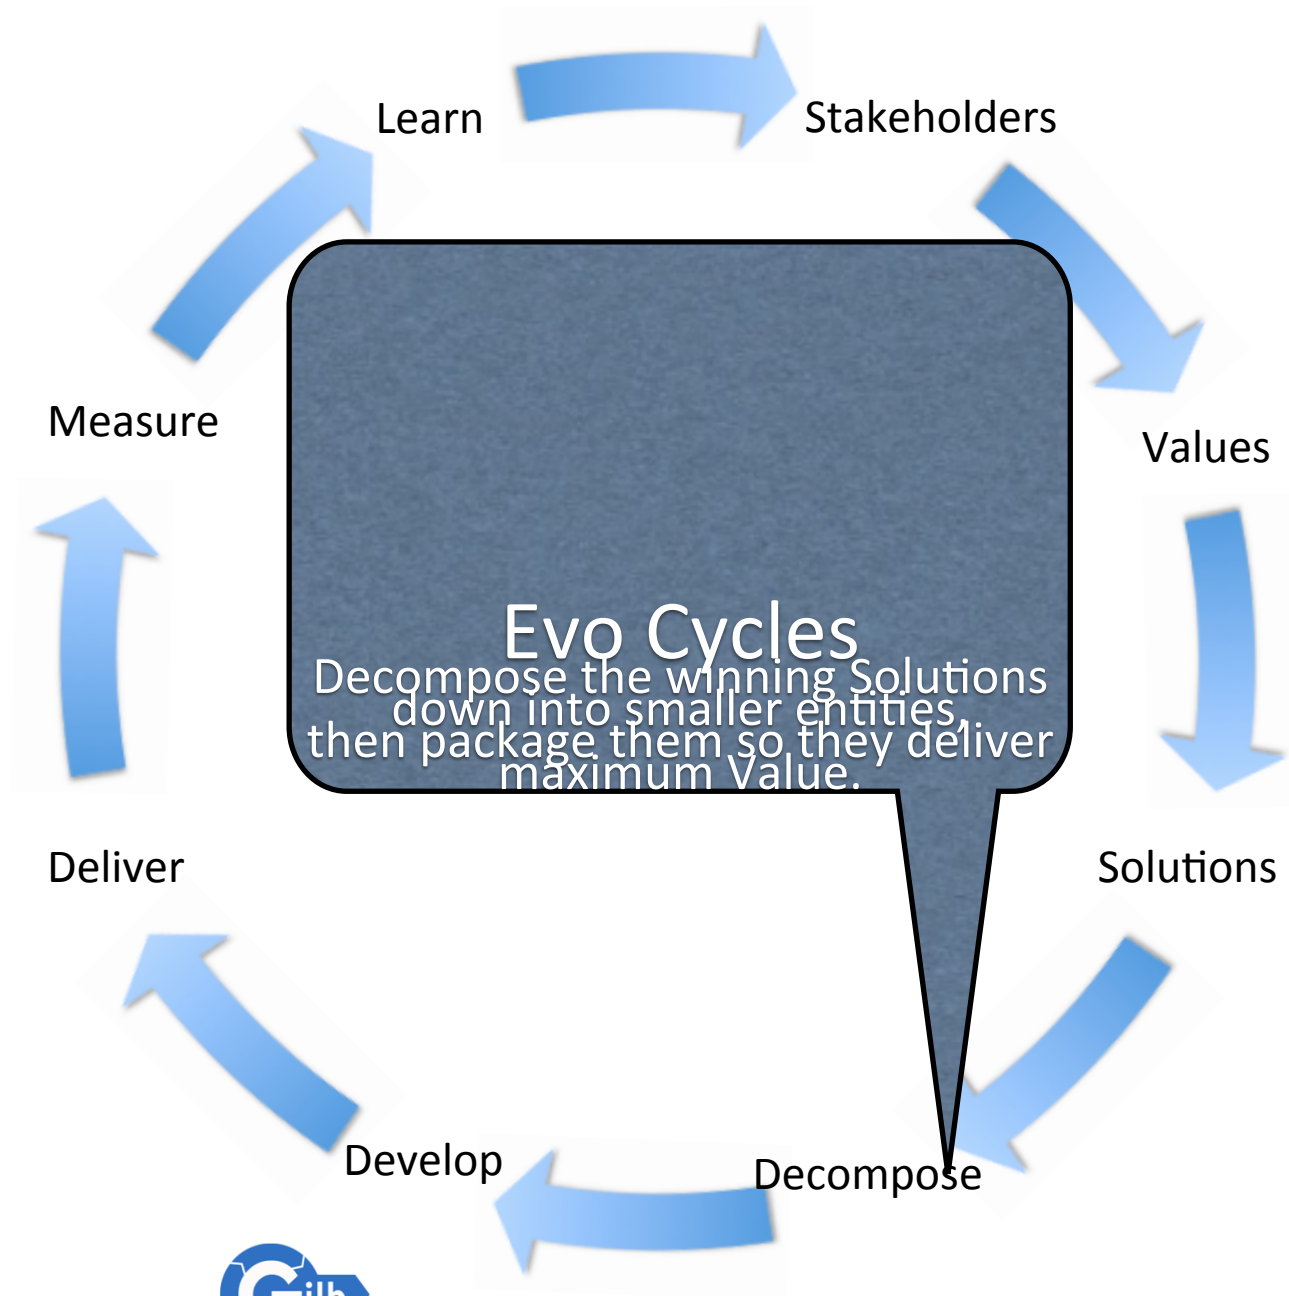 Learn
Stakeholders
Measure
Values
Evo Cycles
Decompose the winning Solutions
down into smaller entities,
then package them so they deliver
maximum Value.
Deliver
Solutions
Develop
Decompose
Gilb